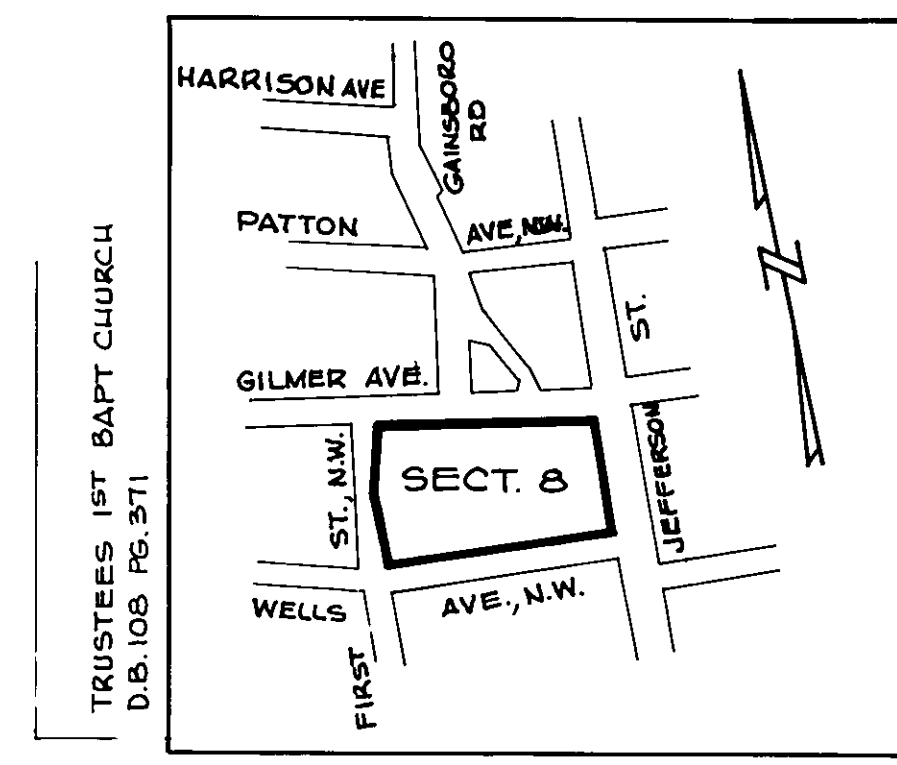 TRUSTEES 1ST BAPT CHURCH
D.B. 108 PG. 371
HARRISON AVE
GAINSBORO
RD
PATTON AVE, N.W.
GILMER AVE.
ST.
JEFFERSON
ST., N.W.
SECT. 8
WELLS AVE., N.W.
FIRST
N